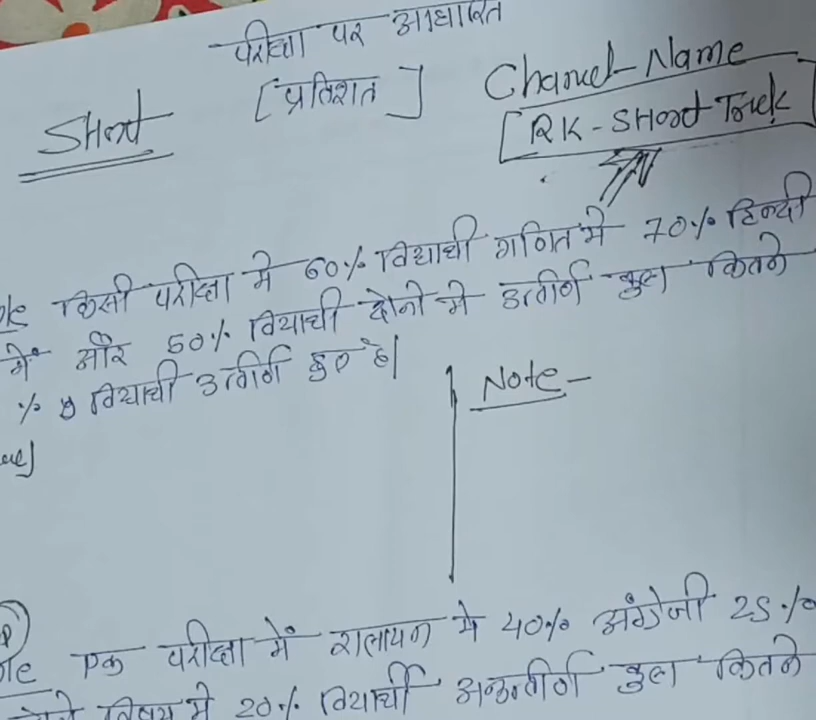 परीक्षा पर आधारित
[प्रतिशत]
Short
Channel-Name
[RK-Short Trick]
किसी परीक्षा में 60% विद्यार्थी गणित में 70% हिन्दी
में और 50% विद्यार्थी दोनो में उत्तीर्ण कुल कितने
% विद्यार्थी उत्तीर्ण हुए है।
Note-
एक परीक्षा में रासायन में 40% अंग्रेजी 25%
विषय में 20% विद्यार्थी अनुत्तीर्ण कुल कितने